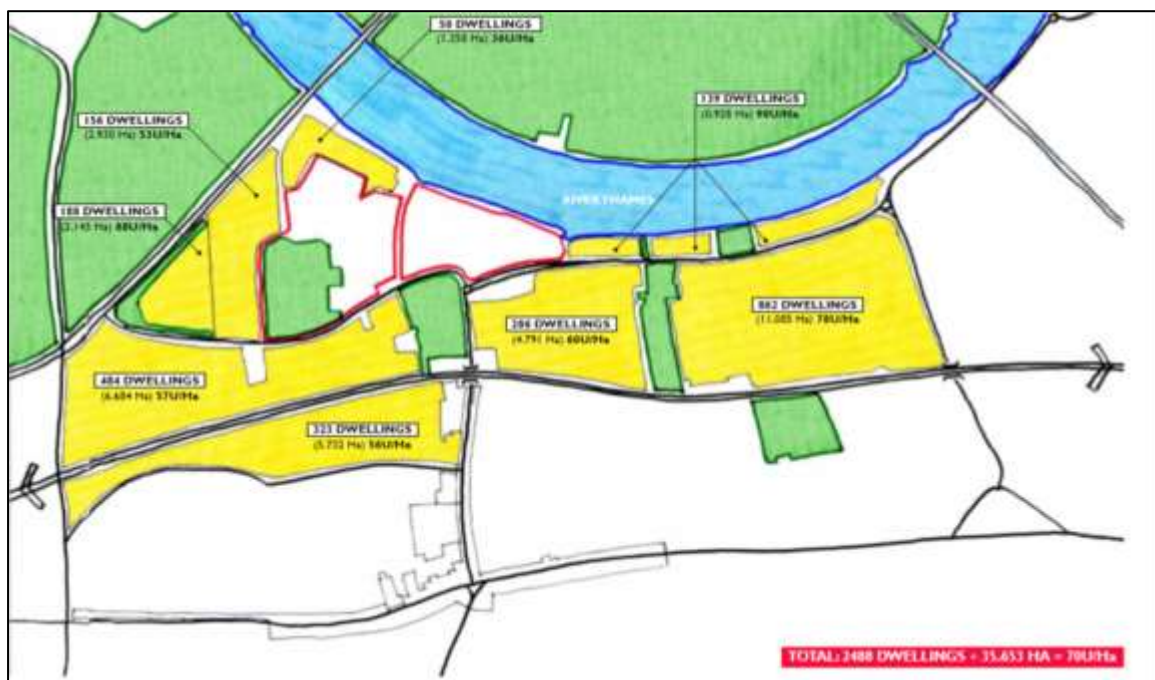 50 DWELLINGS
(1.358 Ha) 36U/Ha
156 DWELLINGS
(2.930 Ha) 53U/Ha
139 DWELLINGS
(0.928 Ha) 90U/Ha
188 DWELLINGS
(2.145 Ha) 88U/Ha
RIVER THAMES
882 DWELLINGS
(11.085 Ha) 78U/Ha
286 DWELLINGS
(4.791 Ha) 60U/Ha
484 DWELLINGS
(6.684 Ha) 57U/Ha
323 DWELLINGS
(5.732 Ha) 56U/Ha
TOTAL: 2488 DWELLINGS ÷ 35.653 HA = 70U/Ha